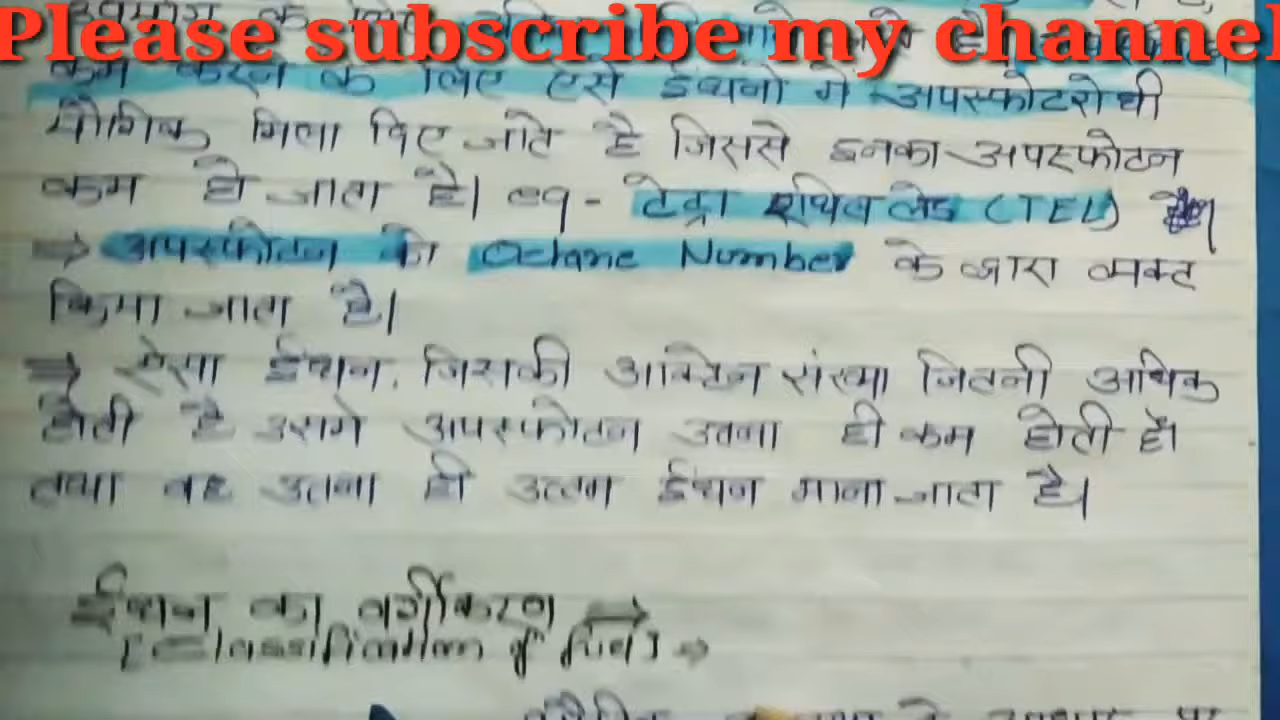 Please subscribe my channel
कम करने के लिए ऐसे ईंधनों में अपस्फोटरोधी
यौगिक मिला दिए जाते है जिससे इनका अपस्फोटन
कम हो जाता है। eg - टेट्रा एथिल लेड (TEL)
⇒ अपस्फोटन को Octane Number के द्वारा व्यक्ट
किया जाता है।
⇒ ऐसा ईंधन, जिसकी आक्टेन संख्या जितनी अधिक
होती है उसमे अपस्फोटन उतना ही कम होती है।
तथा वह उतना ही उत्तम ईंधन माना जाता है।
ईंधन का वर्गीकरण ⇒
[Classification of fuel] ⇒